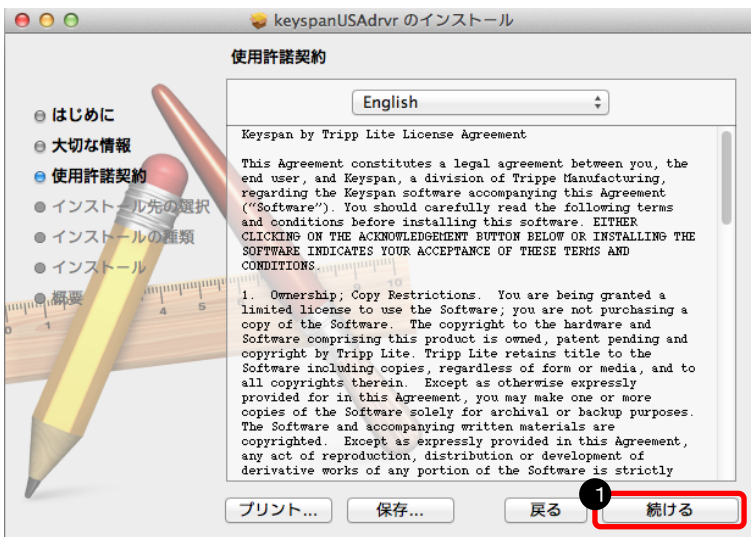 keyspanUSAdrvr のインストール
使用許諾契約
はじめに
大切な情報
使用許諾契約
インストール先の選択
インストールの種類
インストール
概要
English
Keyspan by Tripp Lite License Agreement
This Agreement constitutes a legal agreement between you, the
end user, and Keyspan, a division of Trippe Manufacturing,
regarding the Keyspan software accompanying this Agreement
(“Software”). You should carefully read the following terms
and conditions before installing this software. EITHER
CLICKING ON THE ACKNOWLEDGEMENT BUTTON BELOW OR INSTALLING THE
SOFTWARE INDICATES YOUR ACCEPTANCE OF THESE TERMS AND
CONDITIONS.
1. Ownership; Copy Restrictions. You are being granted a
limited license to use the Software; you are not purchasing a
copy of the Software. The copyright to the hardware and
Software comprising this product is owned, patent pending and
copyright by Tripp Lite. Tripp Lite retains title to the
Software including copies, regardless of form or media, and to
all copyrights therein. Except as otherwise expressly
provided for in this Agreement, you may make one or more
copies of the Software solely for archival or backup purposes.
The Software and accompanying written materials are
copyrighted. Except as expressly provided in this Agreement,
any act of reproduction, distribution or development of
derivative works of any portion of the Software is strictly
プリント...
保存...
戻る
1
続ける